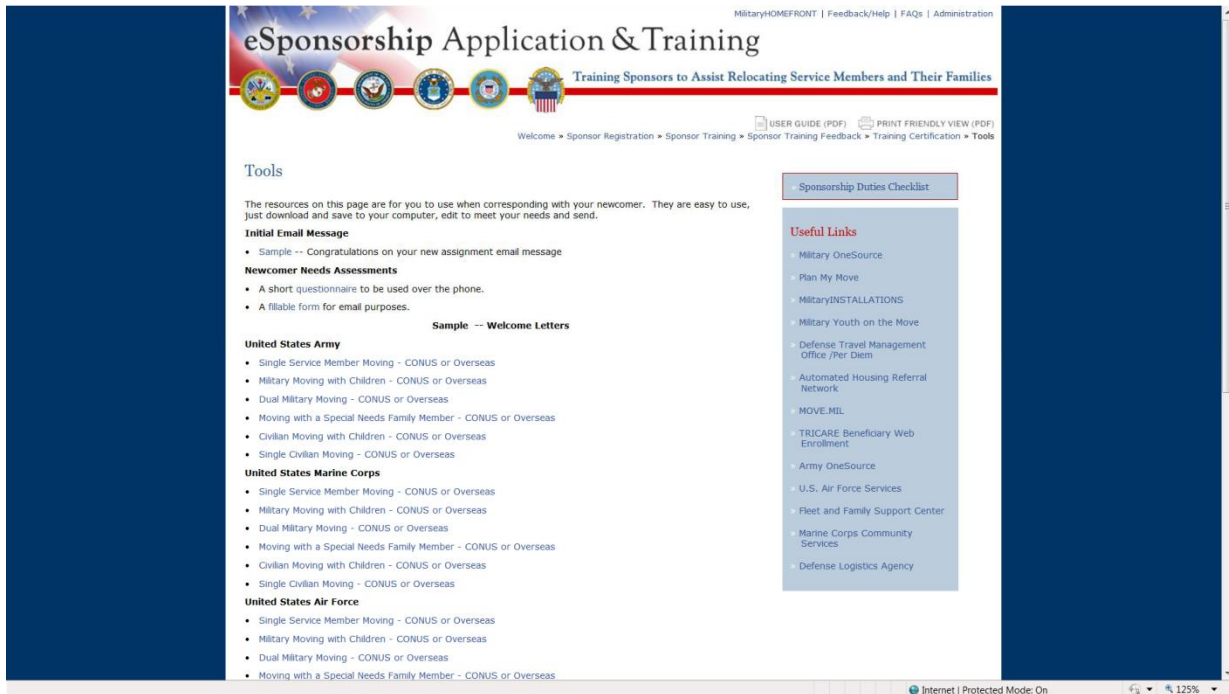 MilitaryHOMEFRONT | Feedback/Help | FAQs | Administration
eSponsorship Application & Training
Training Sponsors to Assist Relocating Service Members and Their Families
USER GUIDE (PDF) PRINT FRIENDLY VIEW (PDF)
Welcome » Sponsor Registration » Sponsor Training » Sponsor Training Feedback » Training Certification » Tools
Tools
The resources on this page are for you to use when corresponding with your newcomer. They are easy to use,
just download and save to your computer, edit to meet your needs and send.
Initial Email Message
• Sample -- Congratulations on your new assignment email message
Newcomer Needs Assessments
• A short questionnaire to be used over the phone.
• A fillable form for email purposes.
Sample -- Welcome Letters
United States Army
• Single Service Member Moving - CONUS or Overseas
• Military Moving with Children - CONUS or Overseas
• Dual Military Moving - CONUS or Overseas
• Moving with a Special Needs Family Member - CONUS or Overseas
• Civilian Moving with Children - CONUS or Overseas
• Single Civilian Moving - CONUS or Overseas
United States Marine Corps
• Single Service Member Moving - CONUS or Overseas
• Military Moving with Children - CONUS or Overseas
• Dual Military Moving - CONUS or Overseas
• Moving with a Special Needs Family Member - CONUS or Overseas
• Civilian Moving with Children - CONUS or Overseas
• Single Civilian Moving - CONUS or Overseas
United States Air Force
• Single Service Member Moving - CONUS or Overseas
• Military Moving with Children - CONUS or Overseas
• Dual Military Moving - CONUS or Overseas
• Moving with a Special Needs Family Member - CONUS or Overseas
» Sponsorship Duties Checklist
Useful Links
» Military OneSource
» Plan My Move
» MilitaryINSTALLATIONS
» Military Youth on the Move
» Defense Travel Management
Office /Per Diem
» Automated Housing Referral
Network
» MOVE.MIL
» TRICARE Beneficiary Web
Enrollment
» Army OneSource
» U.S. Air Force Services
» Fleet and Family Support Center
» Marine Corps Community
Services
» Defense Logistics Agency
Internet | Protected Mode: On
125%